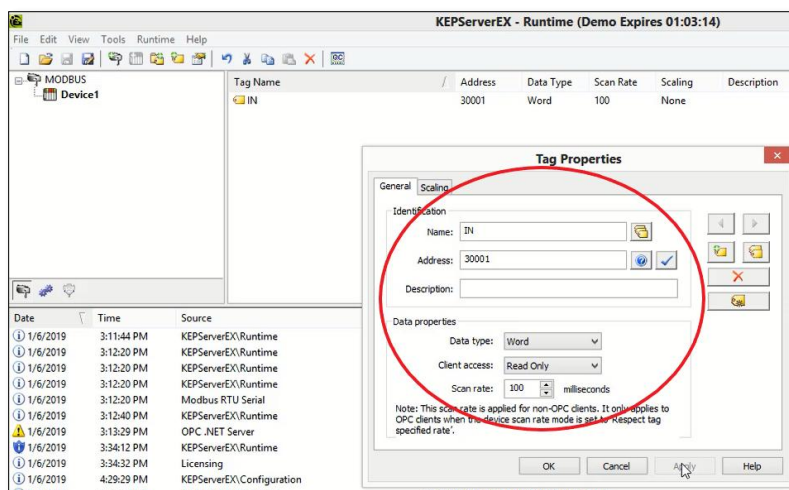 KEPServerEX - Runtime (Demo Expires 01:03:14)
File Edit View Tools Runtime Help
MODBUS
Device1
Tag Name / Address Data Type Scan Rate Scaling Description
IN 30001 Word 100 None
Tag Properties
General Scaling
Identification
Name: IN
Address: 30001
Description:
Data properties
Data type: Word
Client access: Read Only
Scan rate: 100 milliseconds
Note: This scan rate is applied for non-OPC clients. It only applies to
OPC clients when the device scan rate mode is set to 'Respect tag
specified rate'.
OK Cancel Apply Help
Date Time Source
1/6/2019 3:11:44 PM KEPServerEX\Runtime
1/6/2019 3:12:20 PM KEPServerEX\Runtime
1/6/2019 3:12:20 PM KEPServerEX\Runtime
1/6/2019 3:12:20 PM KEPServerEX\Runtime
1/6/2019 3:12:20 PM Modbus RTU Serial
1/6/2019 3:12:40 PM KEPServerEX\Runtime
1/6/2019 3:13:29 PM OPC .NET Server
1/6/2019 3:34:12 PM KEPServerEX\Runtime
1/6/2019 3:34:32 PM Licensing
1/6/2019 4:29:29 PM KEPServerEX\Configuration